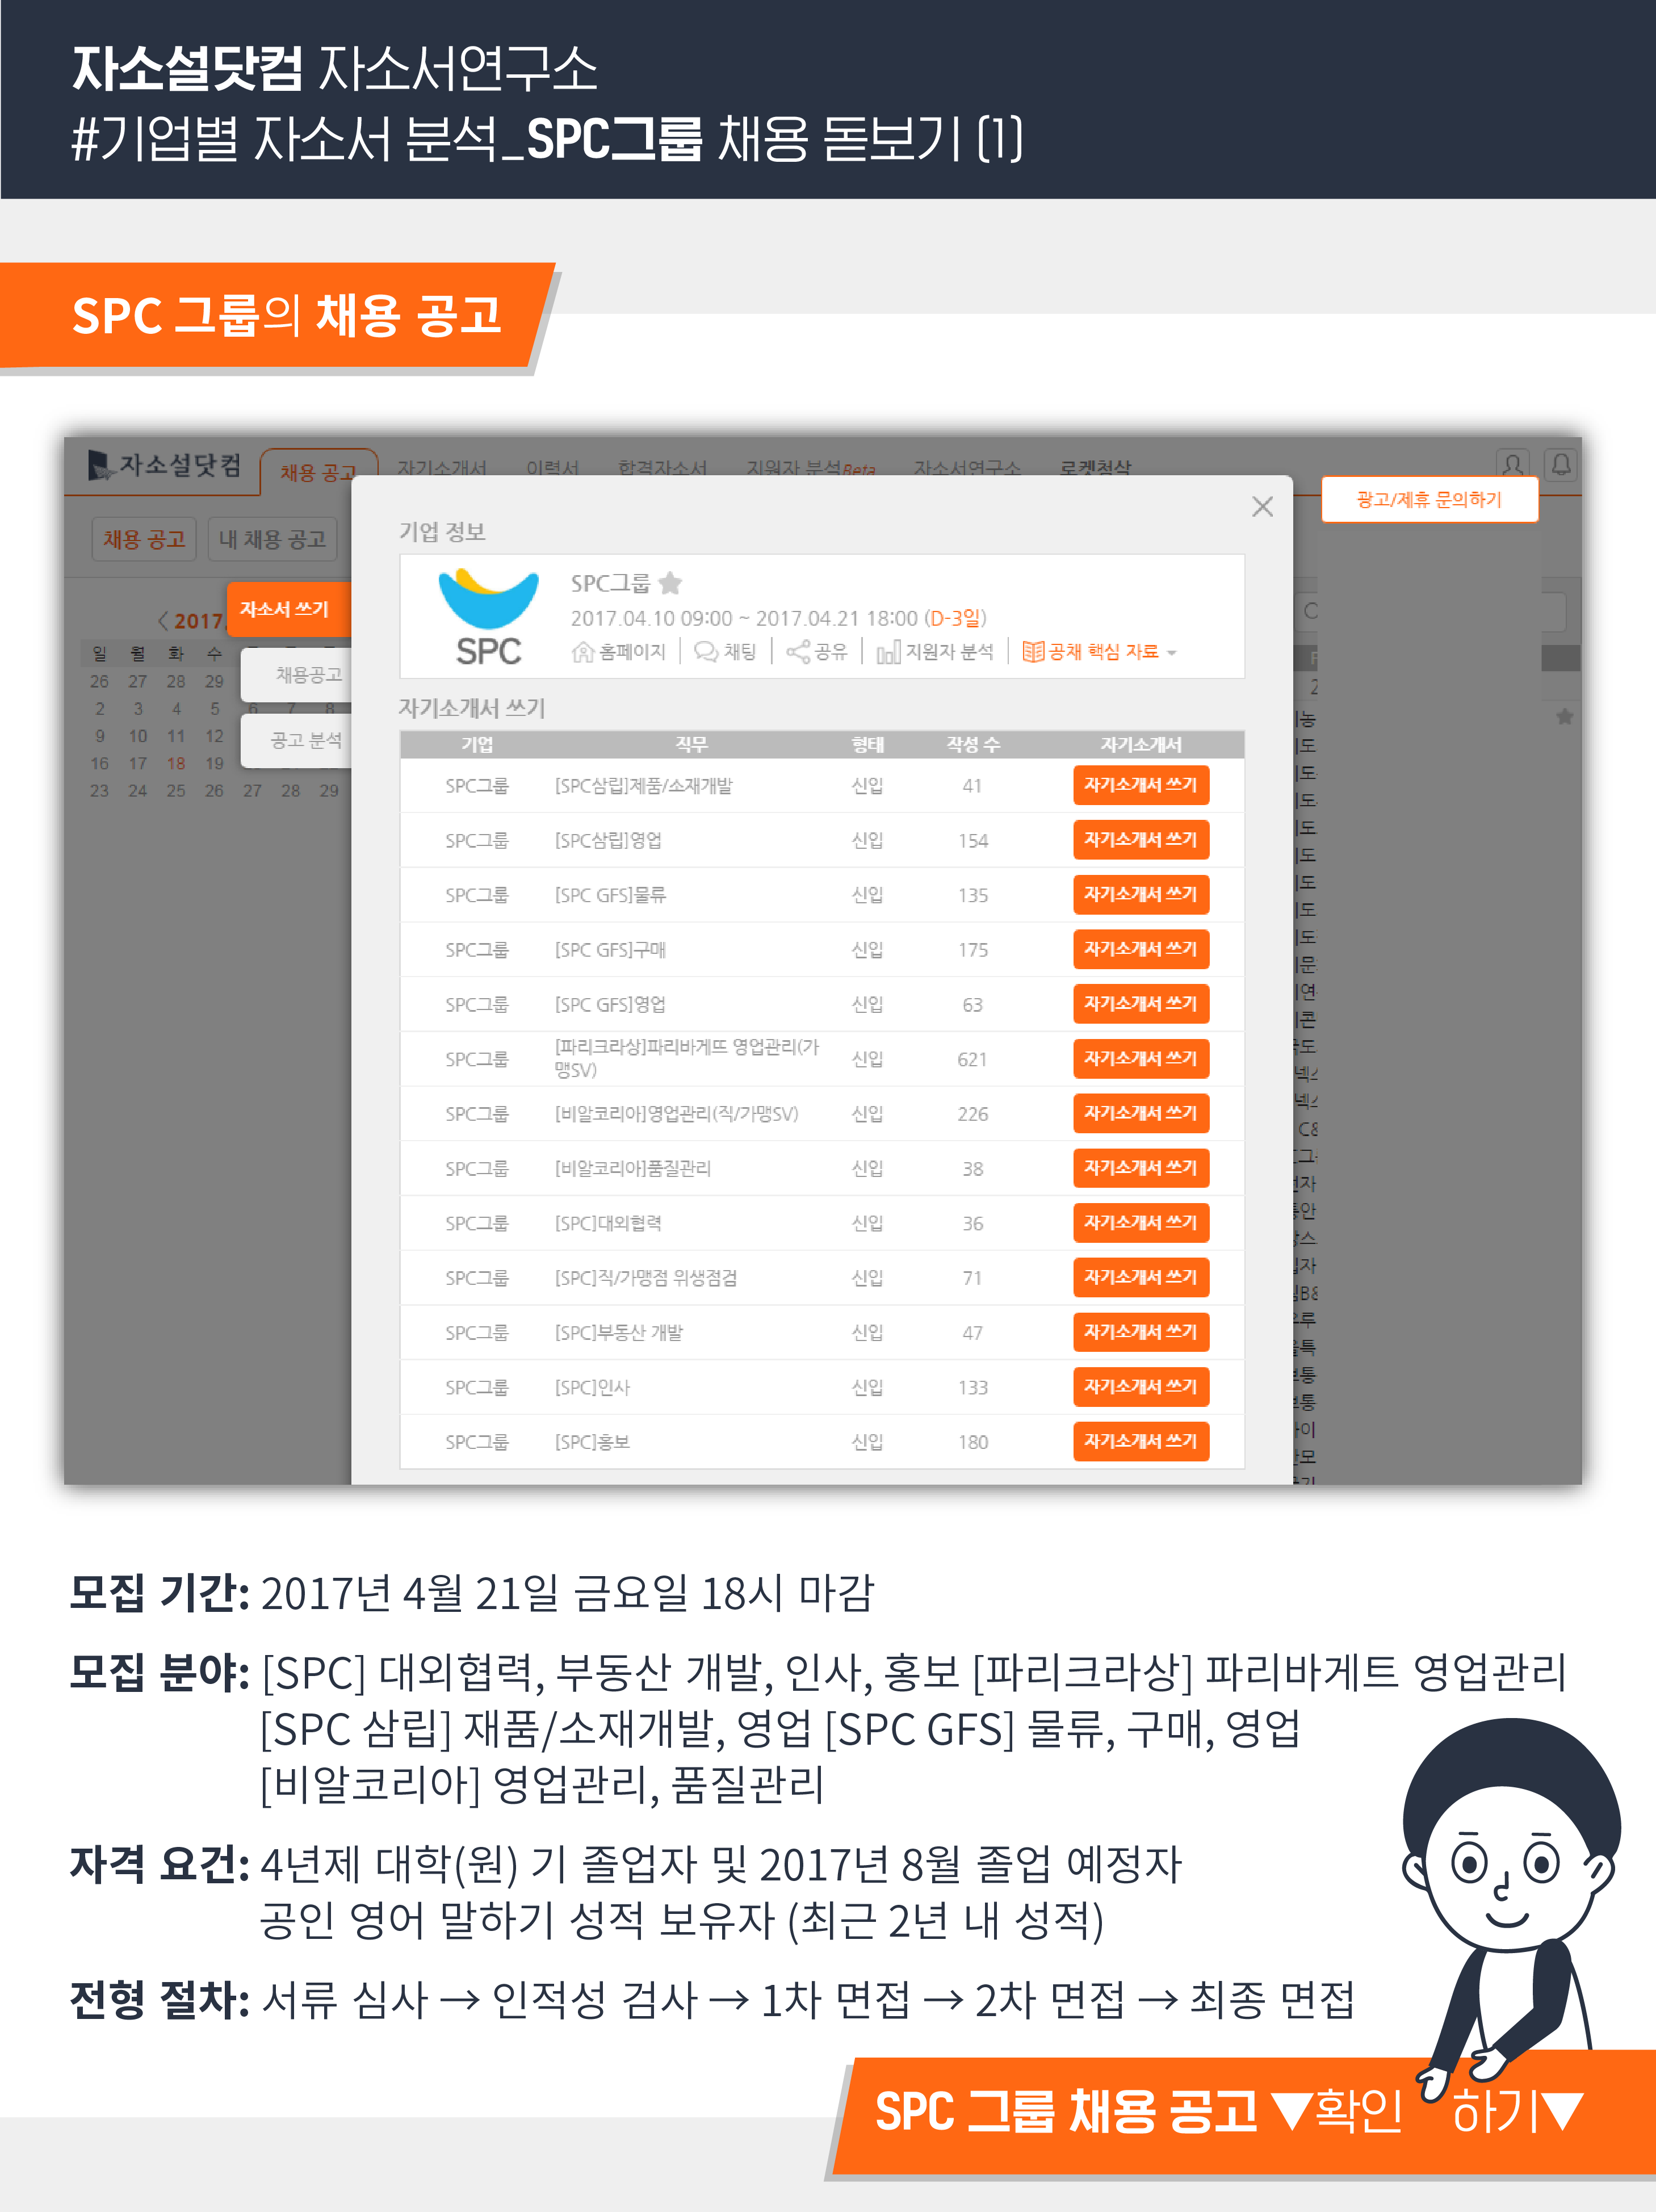 자소설닷컴 자소서연구소
#기업별 자소서 분석_SPC그룹 채용 돋보기 (1)
SPC 그룹의 채용 공고
자소설닷컴 채용 공고 자기소개서 이력서 합격자소서 지원자 분석Beta 자소서연구소 로켓첨삭
광고/제휴 문의하기
채용 공고 내 채용 공고
자소서 쓰기
채용공고
공고 분석
2017.
일 월 화 수
26 27 28 29
2 3 4 5 6 7 8
9 10 11 12
16 17 18 19
23 24 25 26 27 28 29
기업 정보
SPC
SPC그룹
2017.04.10 09:00 ~ 2017.04.21 18:00 (D-3일)
홈페이지 채팅 공유 지원자 분석 공채 핵심 자료
자기소개서 쓰기
기업 직무 형태 작성 수 자기소개서
SPC그룹 [SPC삼립]제품/소재개발 신입 41 자기소개서 쓰기
SPC그룹 [SPC삼립]영업 신입 154 자기소개서 쓰기
SPC그룹 [SPC GFS]물류 신입 135 자기소개서 쓰기
SPC그룹 [SPC GFS]구매 신입 175 자기소개서 쓰기
SPC그룹 [SPC GFS]영업 신입 63 자기소개서 쓰기
SPC그룹 [파리크라상]파리바게뜨 영업관리(가맹SV) 신입 621 자기소개서 쓰기
SPC그룹 [비알코리아]영업관리(직/가맹SV) 신입 226 자기소개서 쓰기
SPC그룹 [비알코리아]품질관리 신입 38 자기소개서 쓰기
SPC그룹 [SPC]대외협력 신입 36 자기소개서 쓰기
SPC그룹 [SPC]직/가맹점 위생점검 신입 71 자기소개서 쓰기
SPC그룹 [SPC]부동산 개발 신입 47 자기소개서 쓰기
SPC그룹 [SPC]인사 신입 133 자기소개서 쓰기
SPC그룹 [SPC]홍보 신입 180 자기소개서 쓰기
모집 기간: 2017년 4월 21일 금요일 18시 마감
모집 분야: [SPC] 대외협력, 부동산 개발, 인사, 홍보 [파리크라상] 파리바게트 영업관리
[SPC 삼립] 재품/소재개발, 영업 [SPC GFS] 물류, 구매, 영업
[비알코리아] 영업관리, 품질관리
자격 요건: 4년제 대학(원) 기 졸업자 및 2017년 8월 졸업 예정자
공인 영어 말하기 성적 보유자 (최근 2년 내 성적)
전형 절차: 서류 심사 → 인적성 검사 → 1차 면접 → 2차 면접 → 최종 면접
SPC 그룹 채용 공고 ▼확인 하기▼